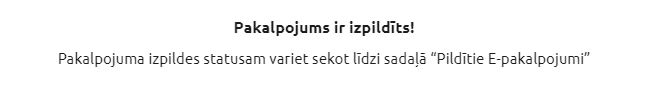 Pakalpojums ir izpildīts!
Pakalpojuma izpildes statusam variet sekot līdzi sadaļā “Pildītie E-pakalpojumi”